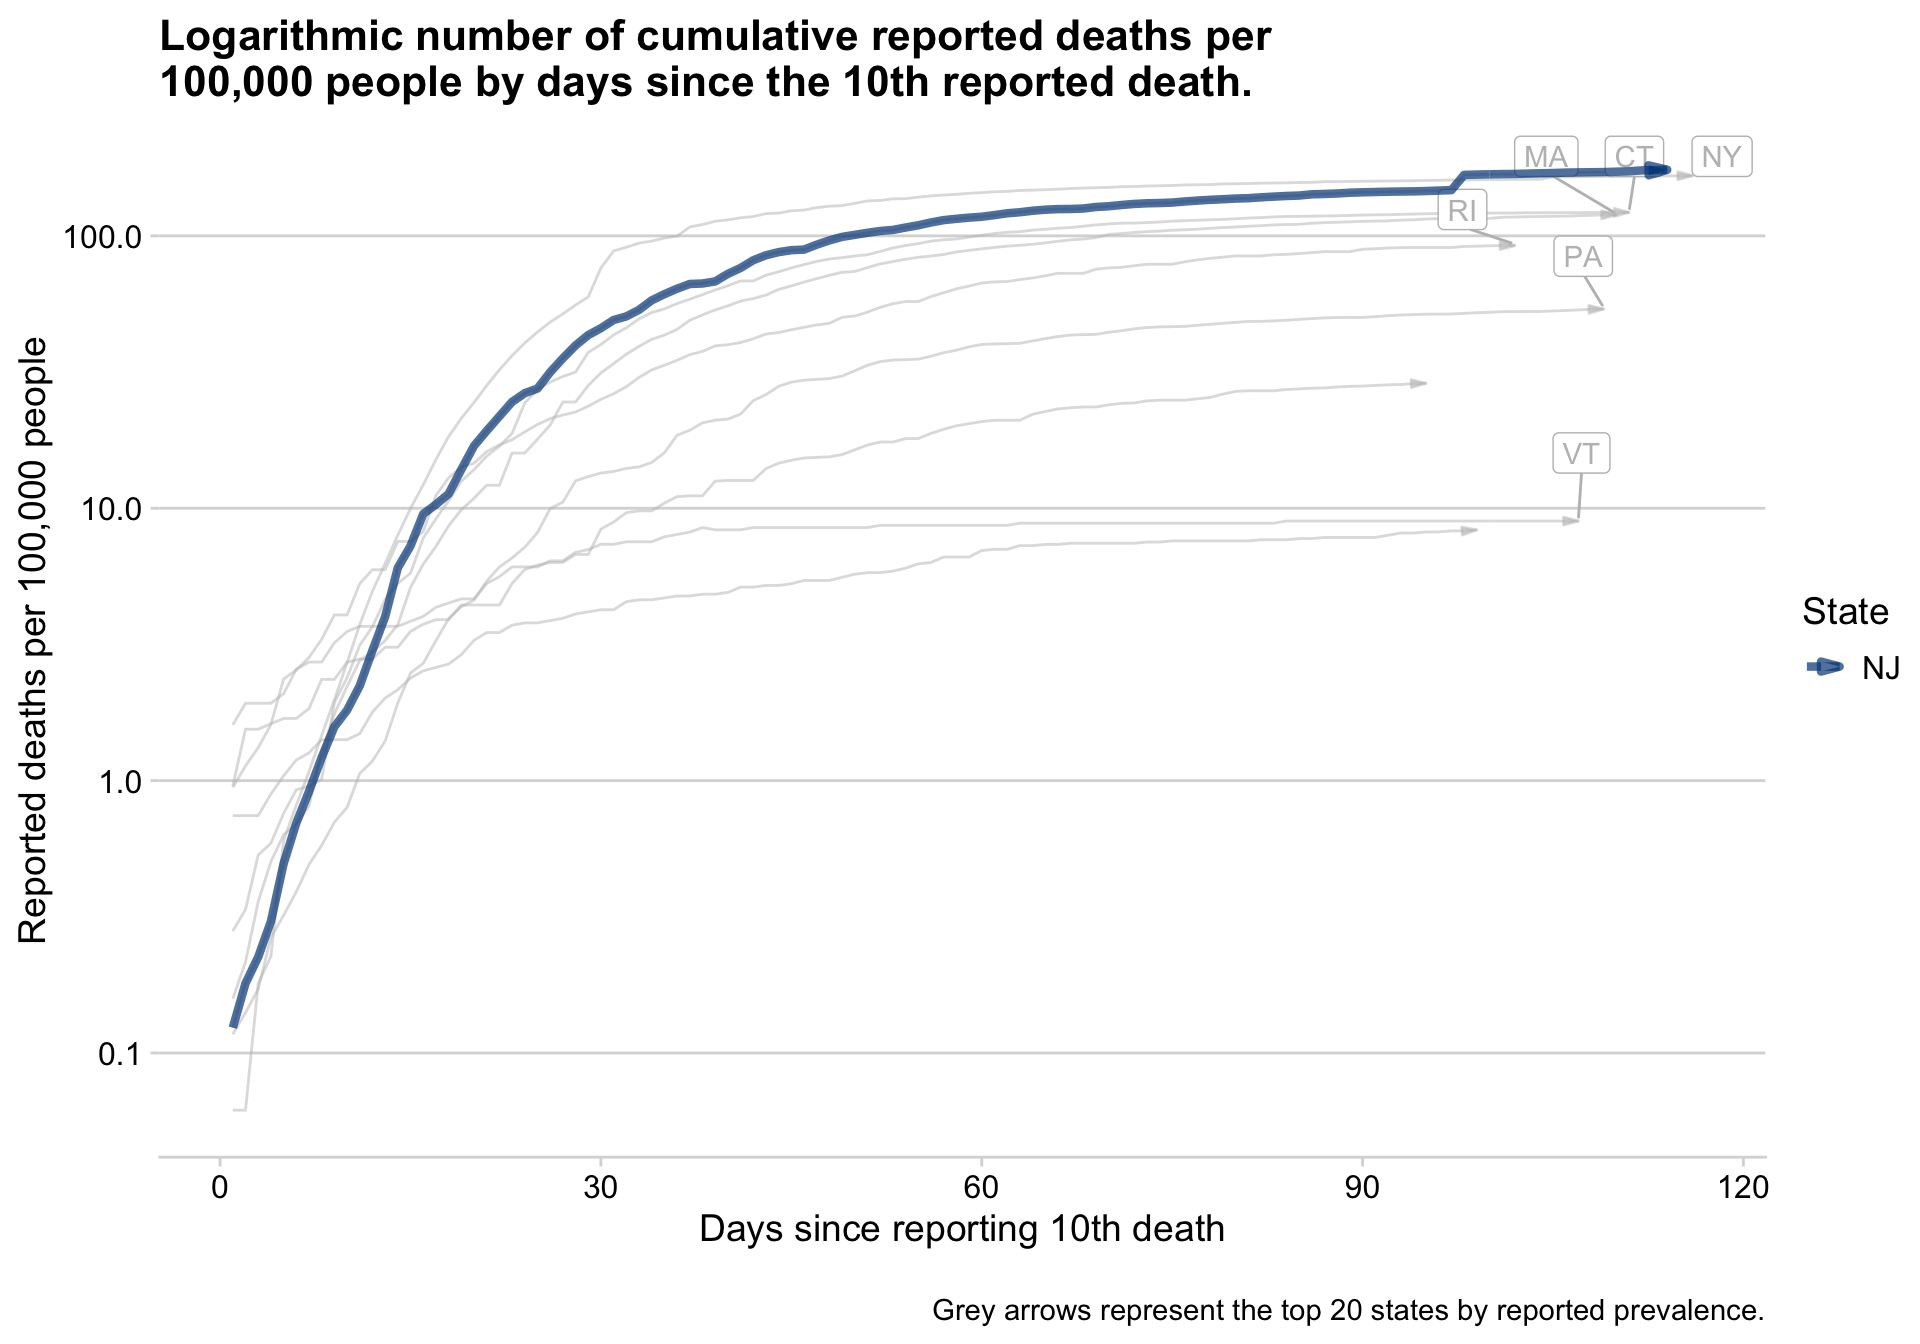 Logarithmic number of cumulative reported deaths per
100,000 people by days since the 10th reported death.
MA
CT
NY
RI
PA
VT
100.0
10.0
1.0
0.1
Reported deaths per 100,000 people
State
NJ
0 30 60 90 120
Days since reporting 10th death
Grey arrows represent the top 20 states by reported prevalence.